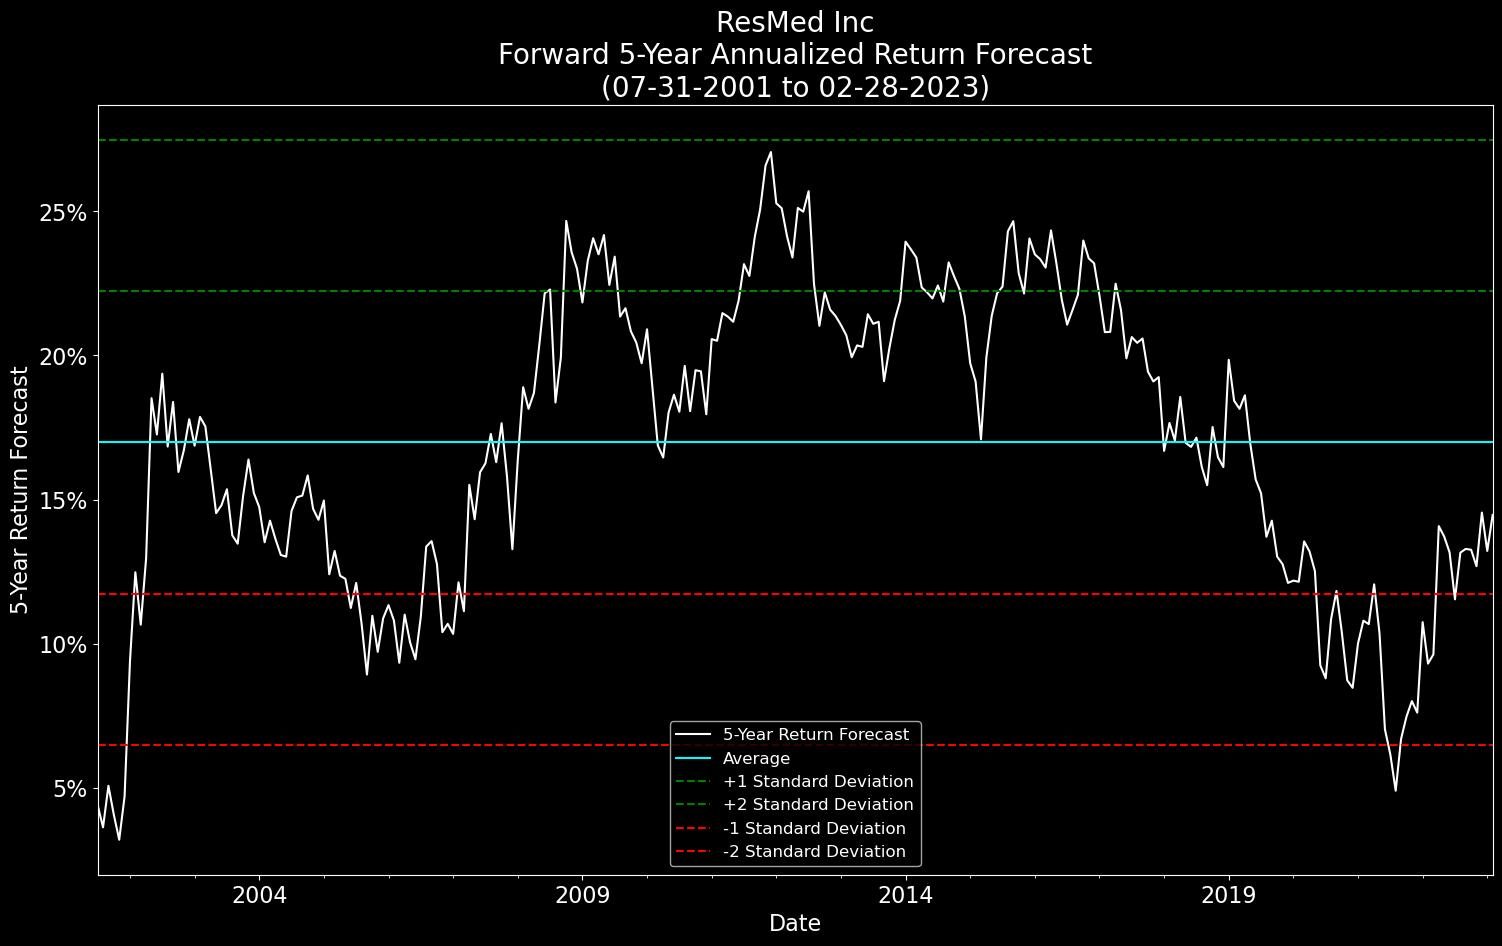 ResMed Inc
Forward 5-Year Annualized Return Forecast
(07-31-2001 to 02-28-2023)
5-Year Return Forecast
25%
20%
15%
10%
5%
5-Year Return Forecast
Average
+1 Standard Deviation
+2 Standard Deviation
-1 Standard Deviation
-2 Standard Deviation
2004 2009 2014 2019
Date